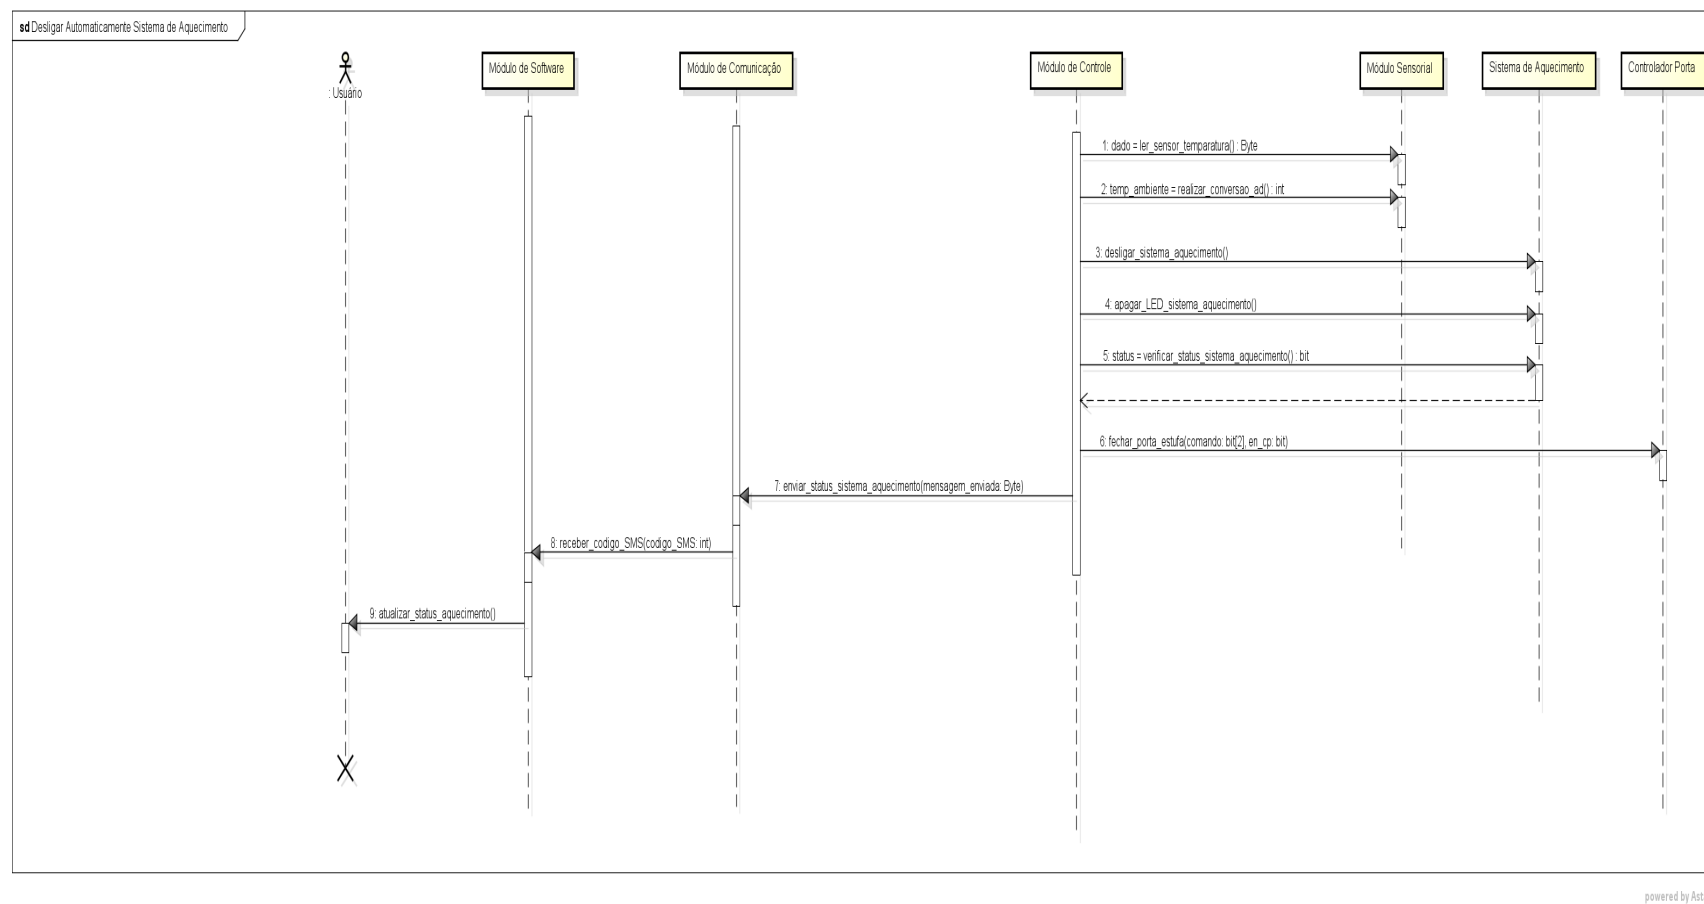 sd Desligar Automaticamente Sistema de Aquecimento
: Usuário
Módulo de Software
Módulo de Comunicação
Módulo de Controle
Módulo Sensorial
Sistema de Aquecimento
Controlador Porta
1: dado = ler_sensor_temparatura() : Byte
2: temp_ambiente = realizar_conversao_ad() : int
3: desligar_sistema_aquecimento()
4: apagar_LED_sistema_aquecimento()
5: status = verificar_status_sistema_aquecimento() : bit
6: fechar_porta_estufa(comando: bit[2], en_cp: bit)
7: enviar_status_sistema_aquecimento(mensagem_enviada: Byte)
8: receber_codigo_SMS(codigo_SMS: int)
9: atualizar_status_aquecimento()
powered by Ast